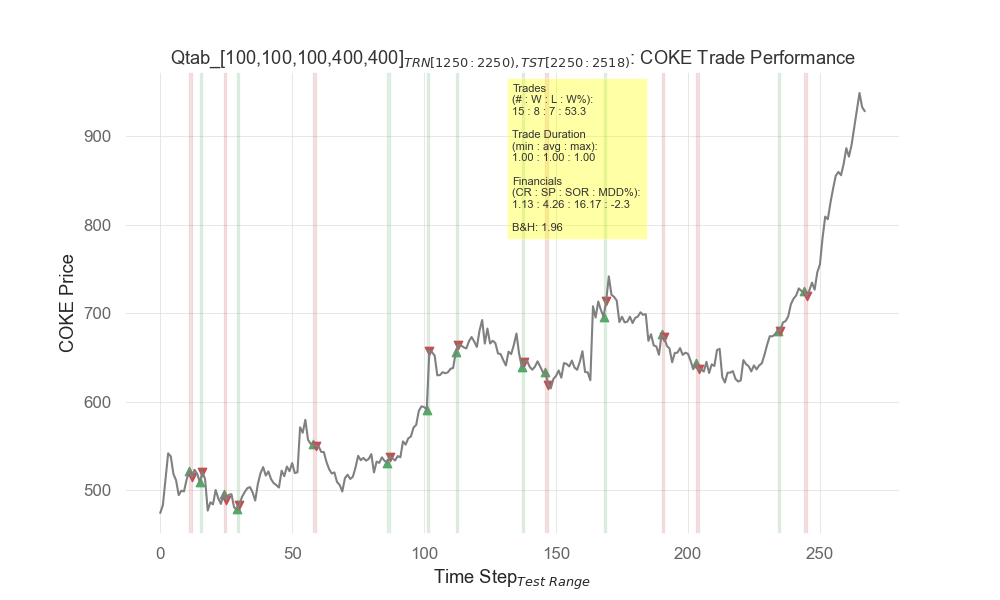 Qtab_[100,100,100,400,400]TRN[1250:2250),TST[2250:2518): COKE Trade Performance
Trades
(# : W : L : W%):
15 : 8 : 7 : 53.3
Trade Duration
(min : avg : max):
1.00 : 1.00 : 1.00
Financials
(CR : SP : SOR : MDD%):
1.13 : 4.26 : 16.17 : -2.3
B&H: 1.96
COKE Price
900
800
700
600
500
0 50 100 150 200 250
Time StepTest Range